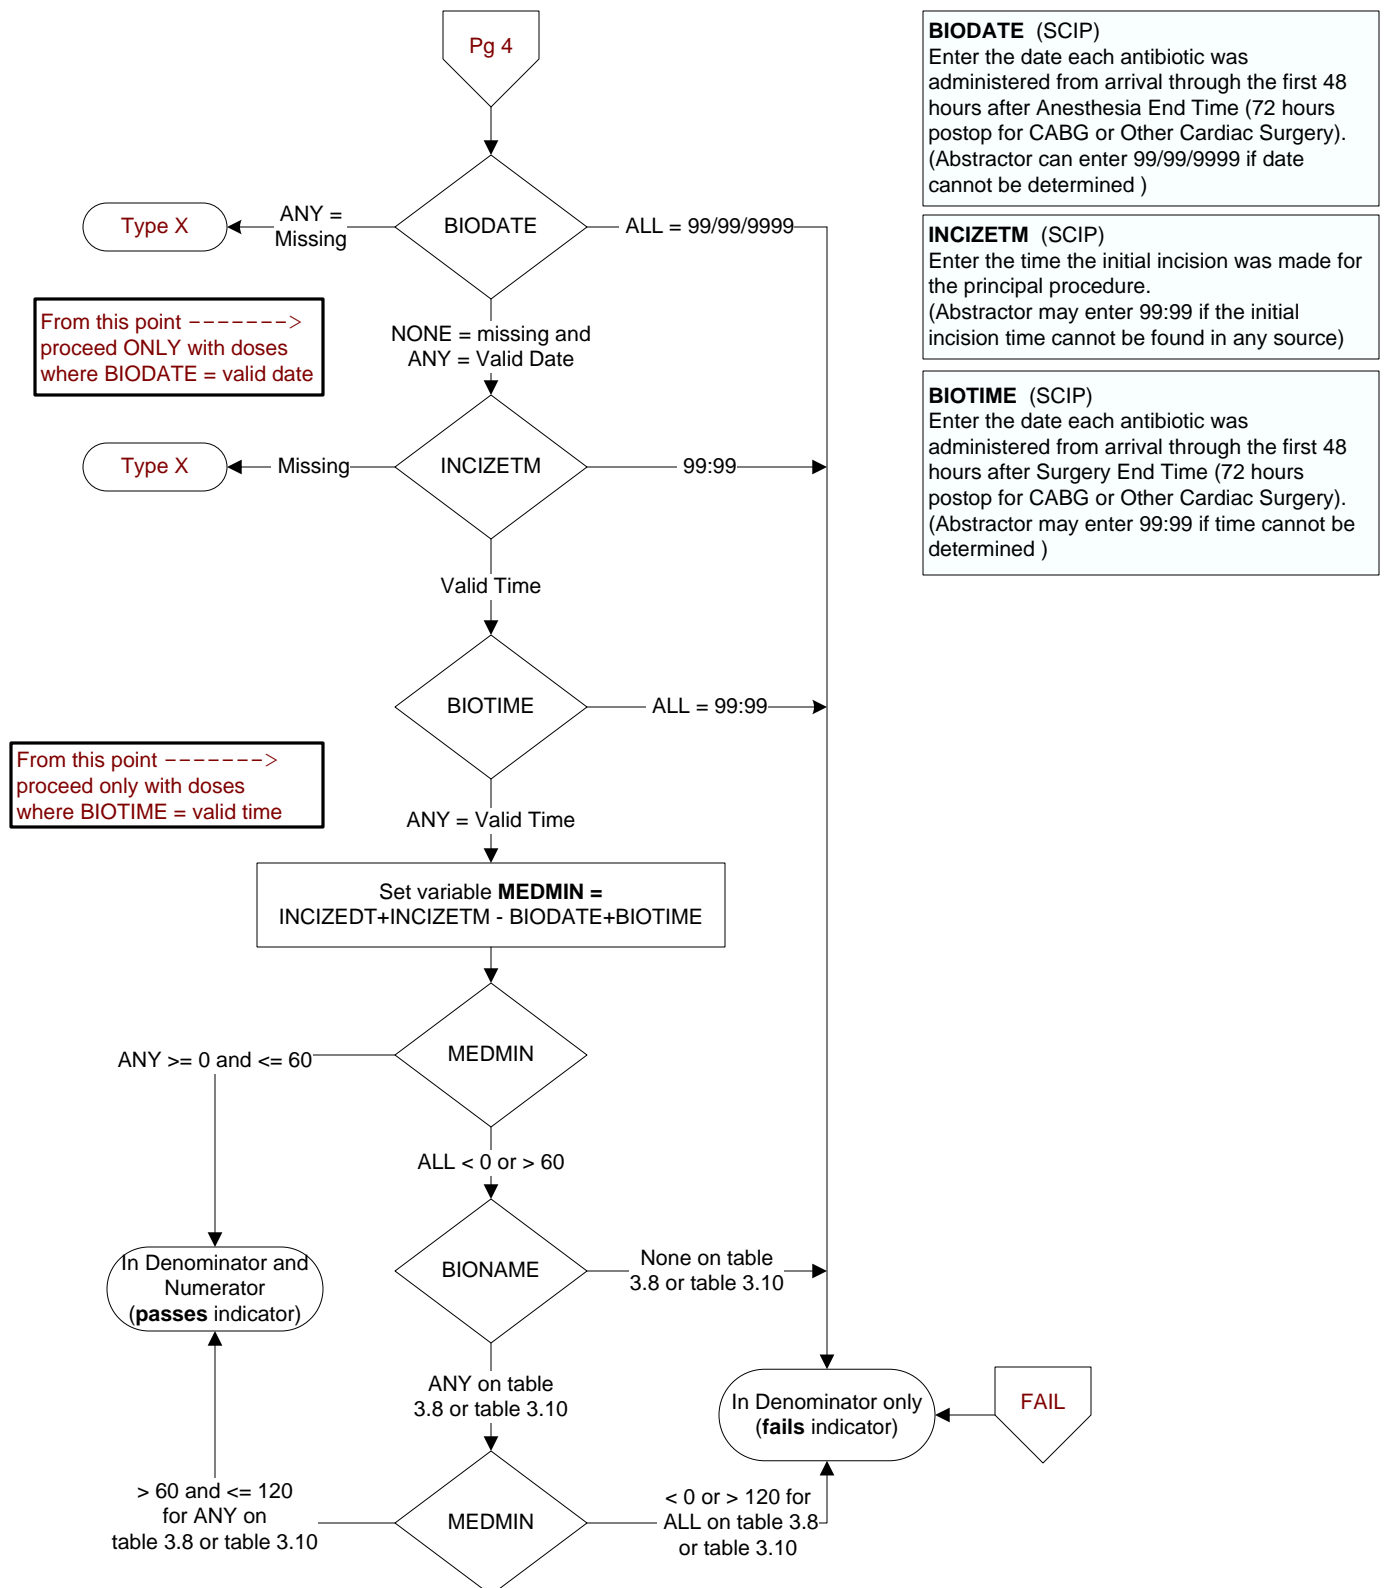 Pg 4
BIODATE (SCIP)
Enter the date each antibiotic was
administered from arrival through the first 48
hours after Anesthesia End Time (72 hours
postop for CABG or Other Cardiac Surgery).
(Abstractor can enter 99/99/9999 if date
cannot be determined )
Type X
ANY =
Missing
BIODATE
ALL = 99/99/9999
INCIZETM (SCIP)
Enter the time the initial incision was made for
the principal procedure.
(Abstractor may enter 99:99 if the initial
incision time cannot be found in any source)
From this point ------->
proceed ONLY with doses
where BIODATE = valid date
NONE = missing and
ANY = Valid Date
BIOTIME (SCIP)
Enter the date each antibiotic was
administered from arrival through the first 48
hours after Surgery End Time (72 hours
postop for CABG or Other Cardiac Surgery).
(Abstractor may enter 99:99 if time cannot be
determined )
Type X
Missing
INCIZETM
99:99
Valid Time
BIOTIME
ALL = 99:99
From this point ------->
proceed only with doses
where BIOTIME = valid time
ANY = Valid Time
Set variable MEDMIN =
INCIZEDT+INCIZETM - BIODATE+BIOTIME
MEDMIN
ANY >= 0 and <= 60
ALL < 0 or > 60
In Denominator and
Numerator
(passes indicator)
BIONAME
None on table
3.8 or table 3.10
ANY on table
3.8 or table 3.10
In Denominator only
(fails indicator)
FAIL
> 60 and <= 120
for ANY on
table 3.8 or table 3.10
MEDMIN
< 0 or > 120 for
ALL on table 3.8
or table 3.10